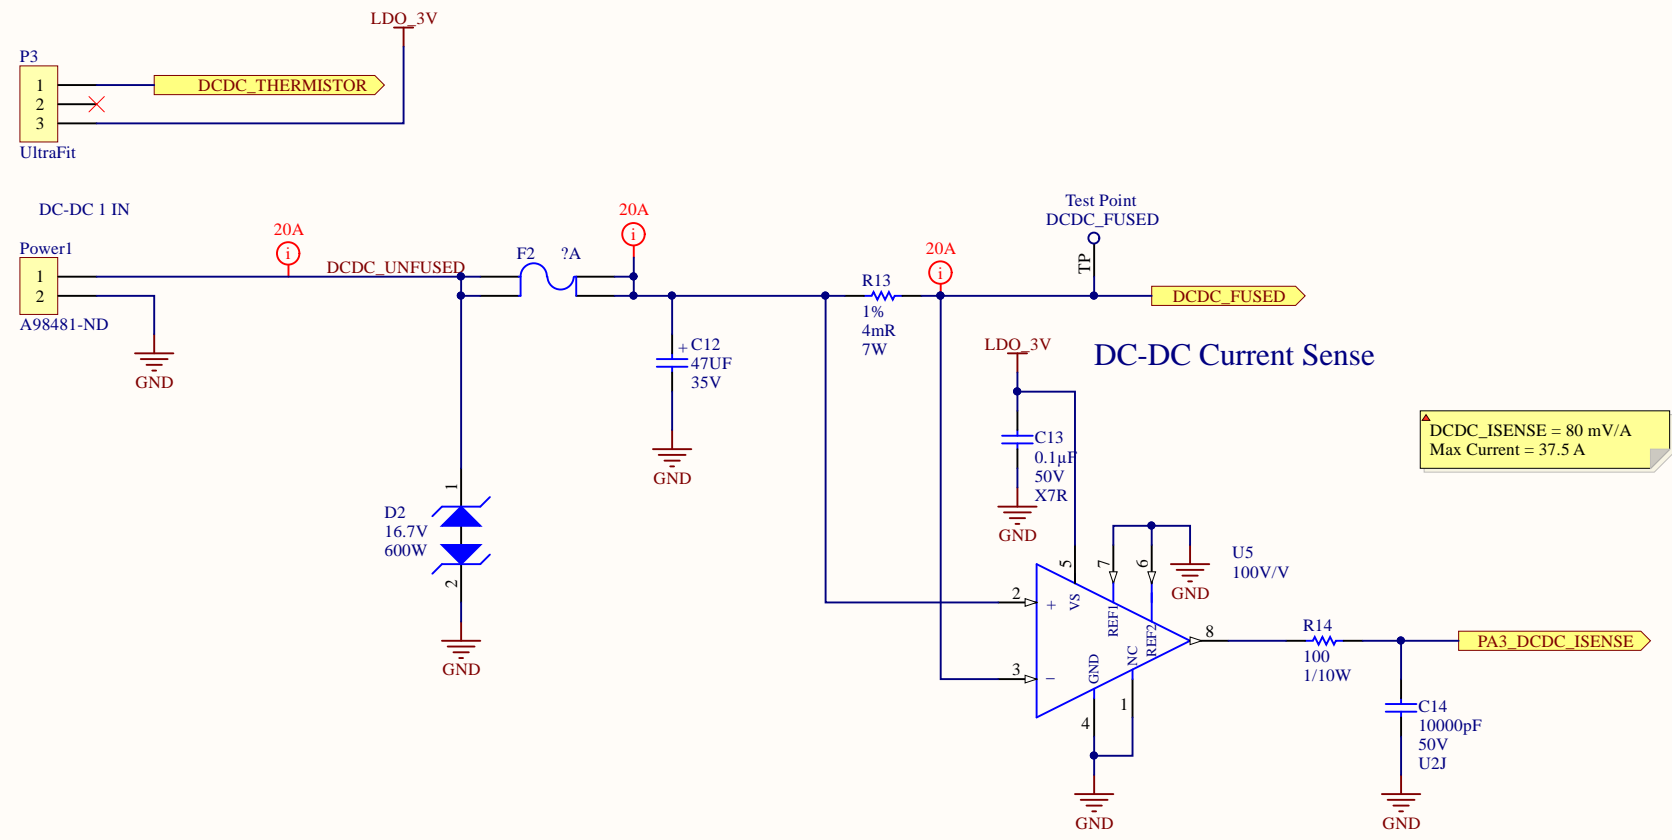 LDO_3V
P3
1
2
3
DCDC_THERMISTOR
UltraFit
DC-DC 1 IN
Power1
1
2
A98481-ND
GND
20A
i
DCDC_UNFUSED
F2 ?A
20A
i
C12
+
47UF
35V
GND
D2
16.7V
600W
1
2
GND
R13
1%
4mR
7W
20A
i
Test Point
DCDC_FUSED
TP
DCDC_FUSED
DC-DC Current Sense
LDO_3V
C13
0.1µF
50V
X7R
GND
DCDC_ISENSE = 80 mV/A
Max Current = 37.5 A
U5
100V/V
5
VS
7
REF1
6
REF2
GND
2
+
3
−
GND
4
NC
1
GND
8
R14
100
1/10W
PA3_DCDC_ISENSE
C14
10000pF
50V
U2J
GND